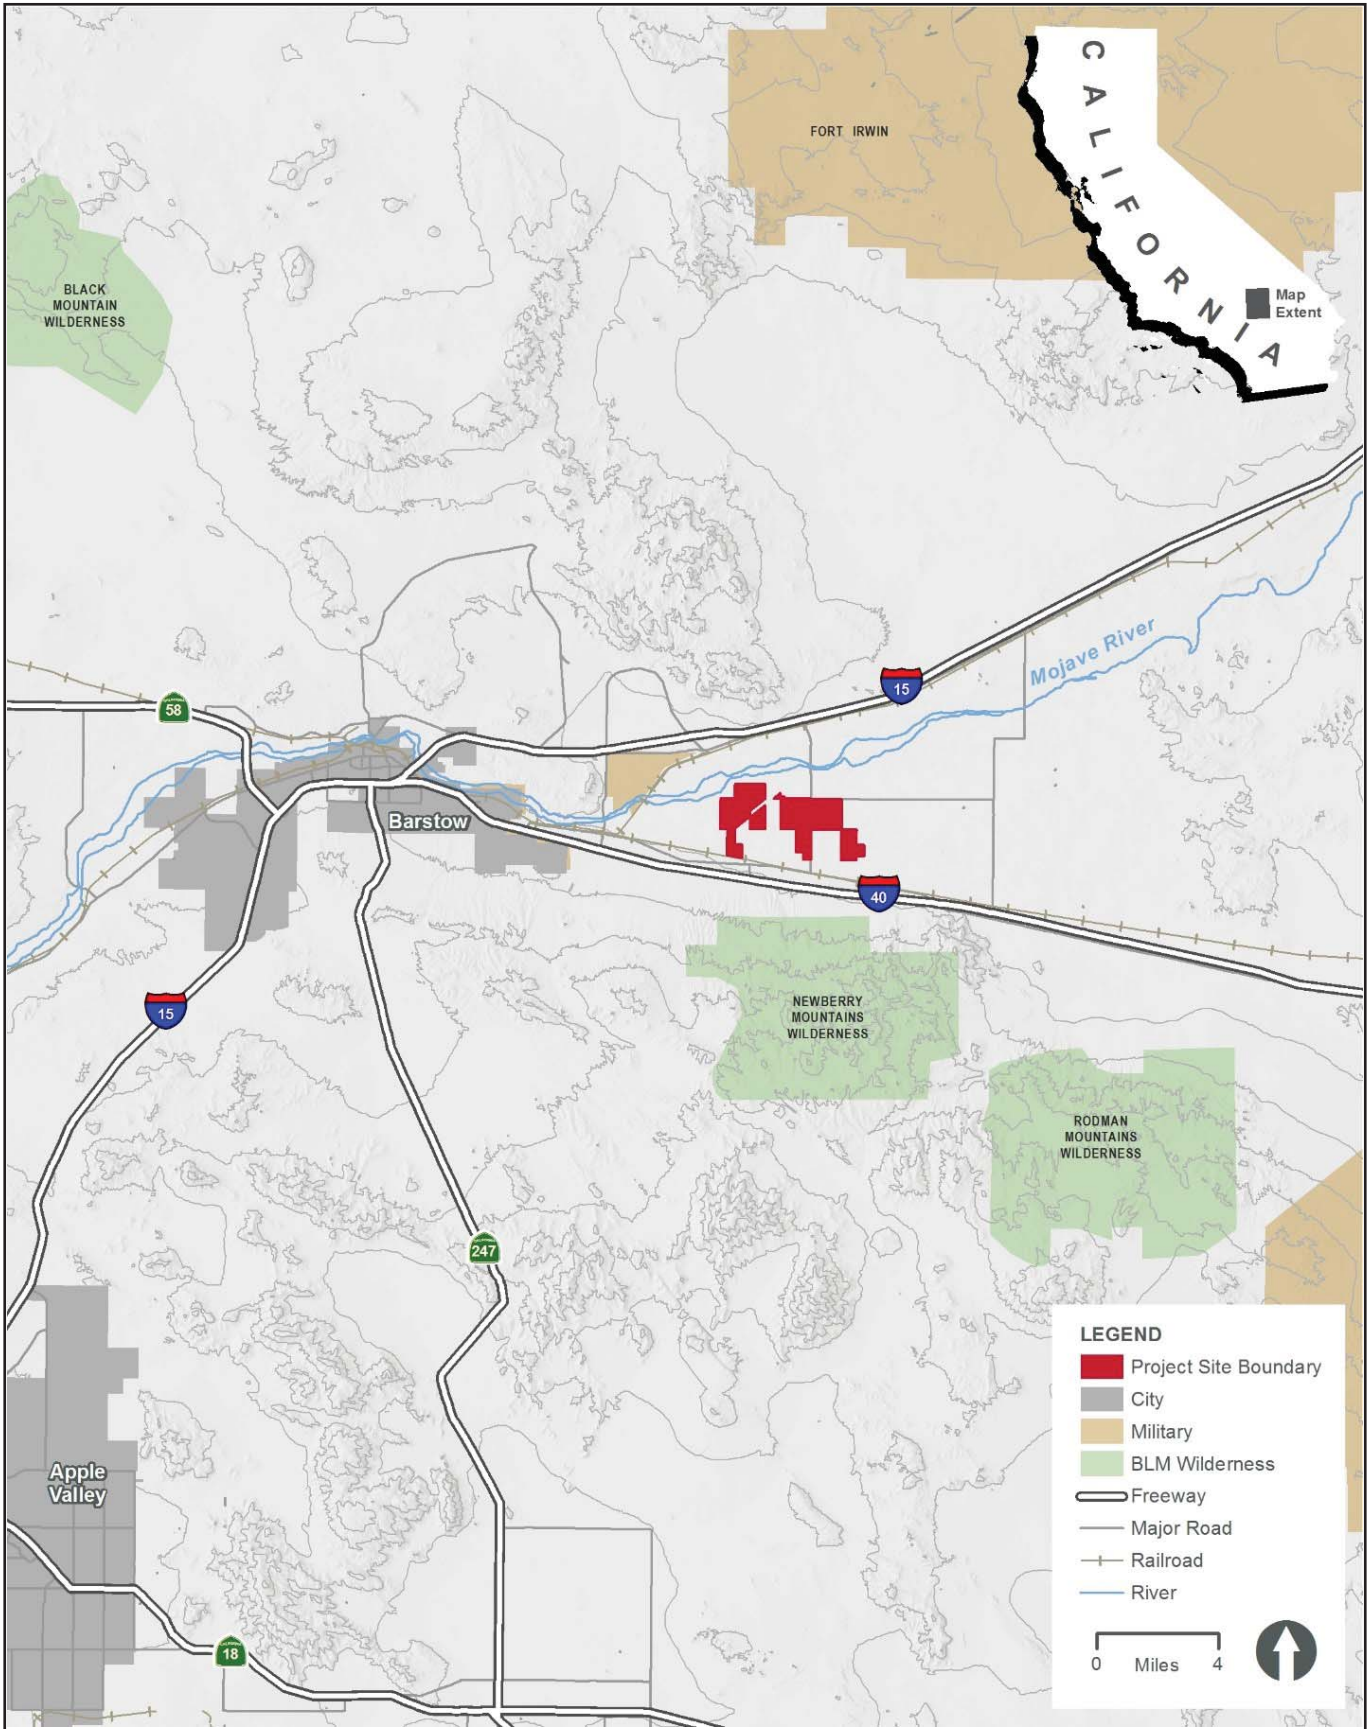 FORT IRWIN
CALIFORNIA
Map
Extent
BLACK
MOUNTAIN
WILDERNESS
Mojave River
15
58
Barstow
40
15
NEWBERRY
MOUNTAINS
WILDERNESS
RODMAN
MOUNTAINS
WILDERNESS
247
Apple
Valley
18
LEGEND
Project Site Boundary
City
Military
BLM Wilderness
Freeway
Major Road
Railroad
River
0 Miles 4